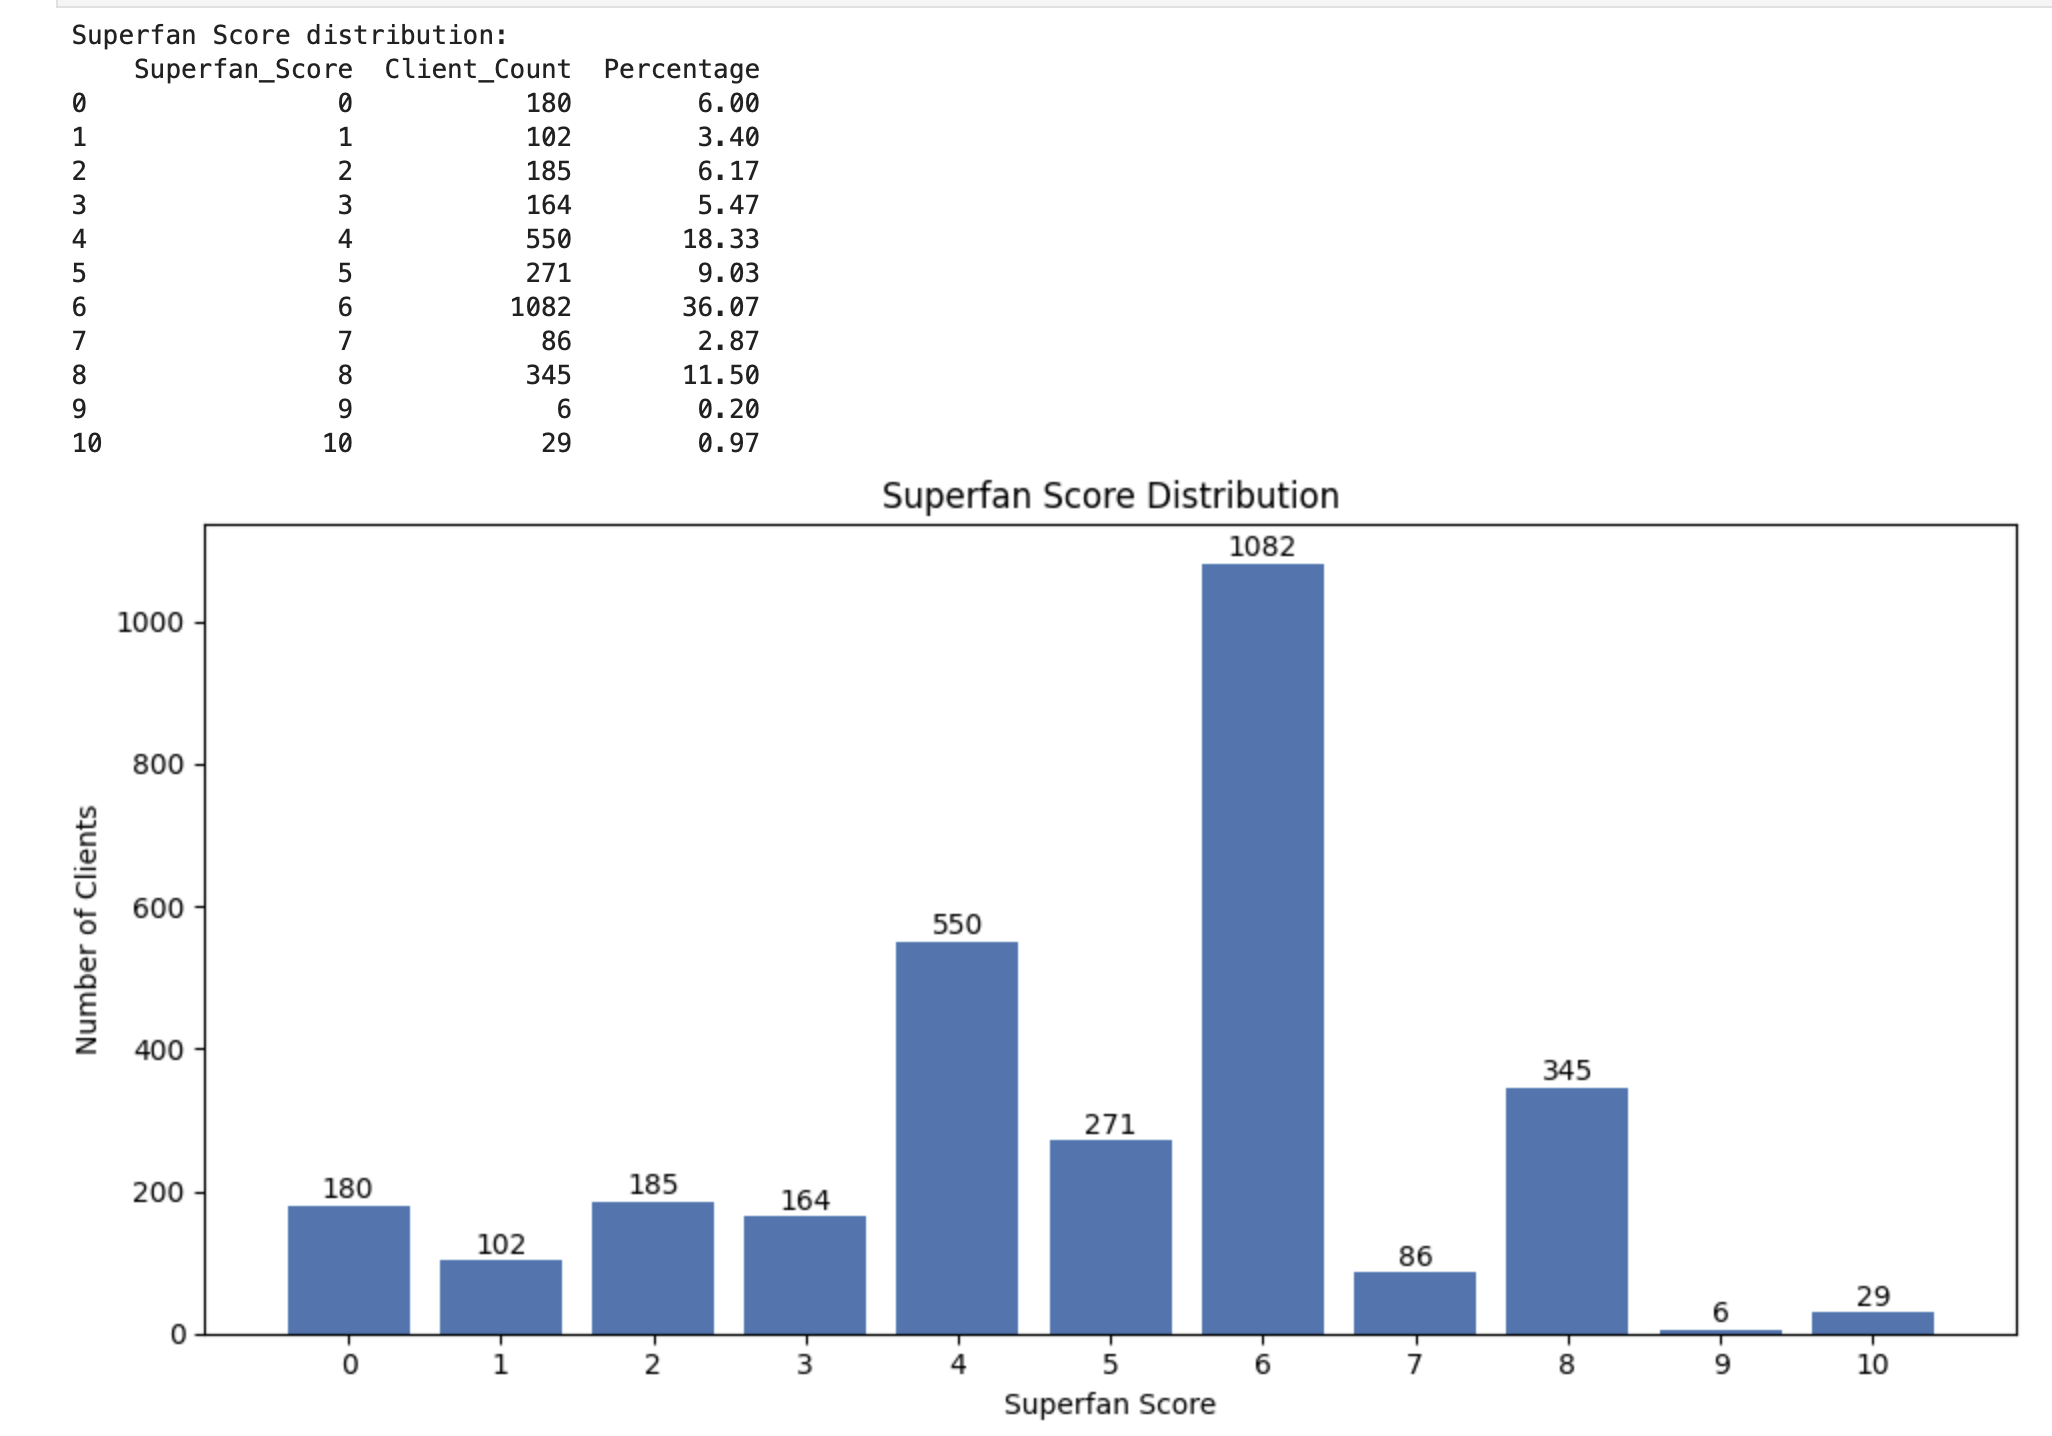 Superfan Score distribution:
Superfan_Score Client_Count Percentage
0 0 180 6.00
1 1 102 3.40
2 2 185 6.17
3 3 164 5.47
4 4 550 18.33
5 5 271 9.03
6 6 1082 36.07
7 7 86 2.87
8 8 345 11.50
9 9 6 0.20
10 10 29 0.97
Superfan Score Distribution
1082
1000
800
Number of Clients
600
550
400
345
271
200
180
185
164
102
86
29
6
0
0 1 2 3 4 5 6 7 8 9 10
Superfan Score